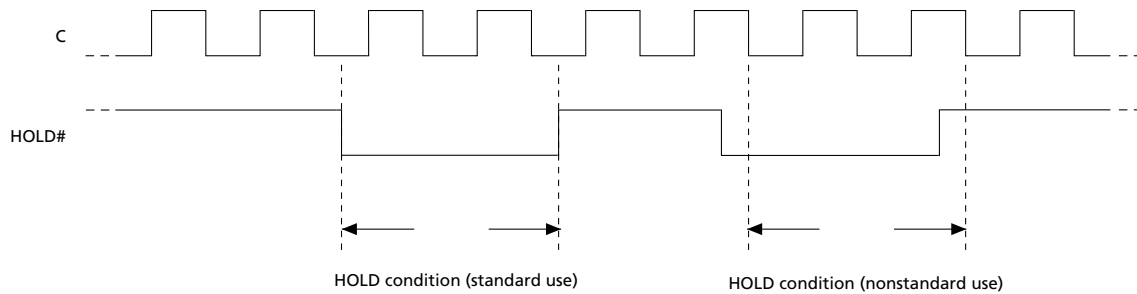 C
HOLD#
HOLD condition (standard use)
HOLD condition (nonstandard use)